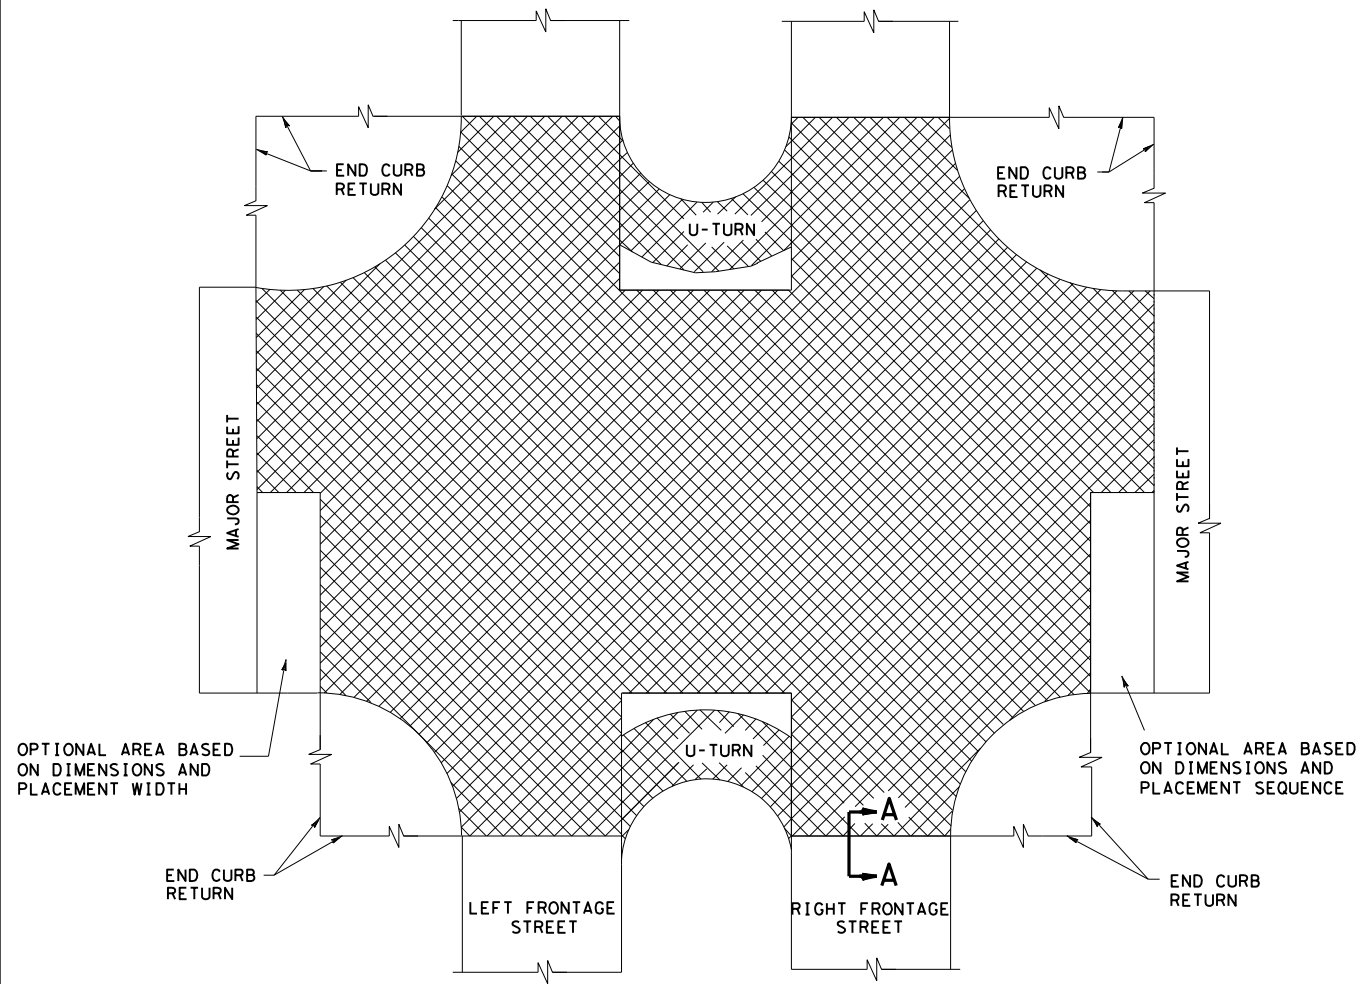 END CURB
RETURN
END CURB
RETURN
U-TURN
MAJOR STREET
MAJOR STREET
OPTIONAL AREA BASED
ON DIMENSIONS AND
PLACEMENT WIDTH
U-TURN
OPTIONAL AREA BASED
ON DIMENSIONS AND
PLACEMENT SEQUENCE
A
A
END CURB
RETURN
END CURB
RETURN
LEFT FRONTAGE
STREET
RIGHT FRONTAGE
STREET